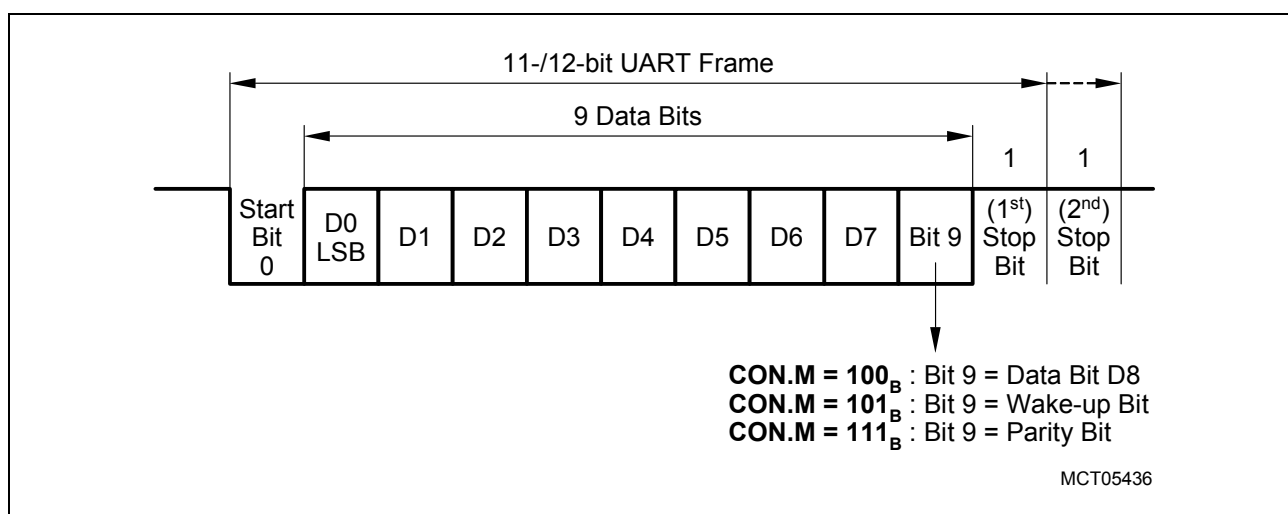 11-/12-bit UART Frame
9 Data Bits
1 1
Start Bit 0
D0 LSB
D1
D2
D3
D4
D5
D6
D7
Bit 9
(1st) Stop Bit
(2nd) Stop Bit
CON.M = 100B : Bit 9 = Data Bit D8
CON.M = 101B : Bit 9 = Wake-up Bit
CON.M = 111B : Bit 9 = Parity Bit
MCT05436